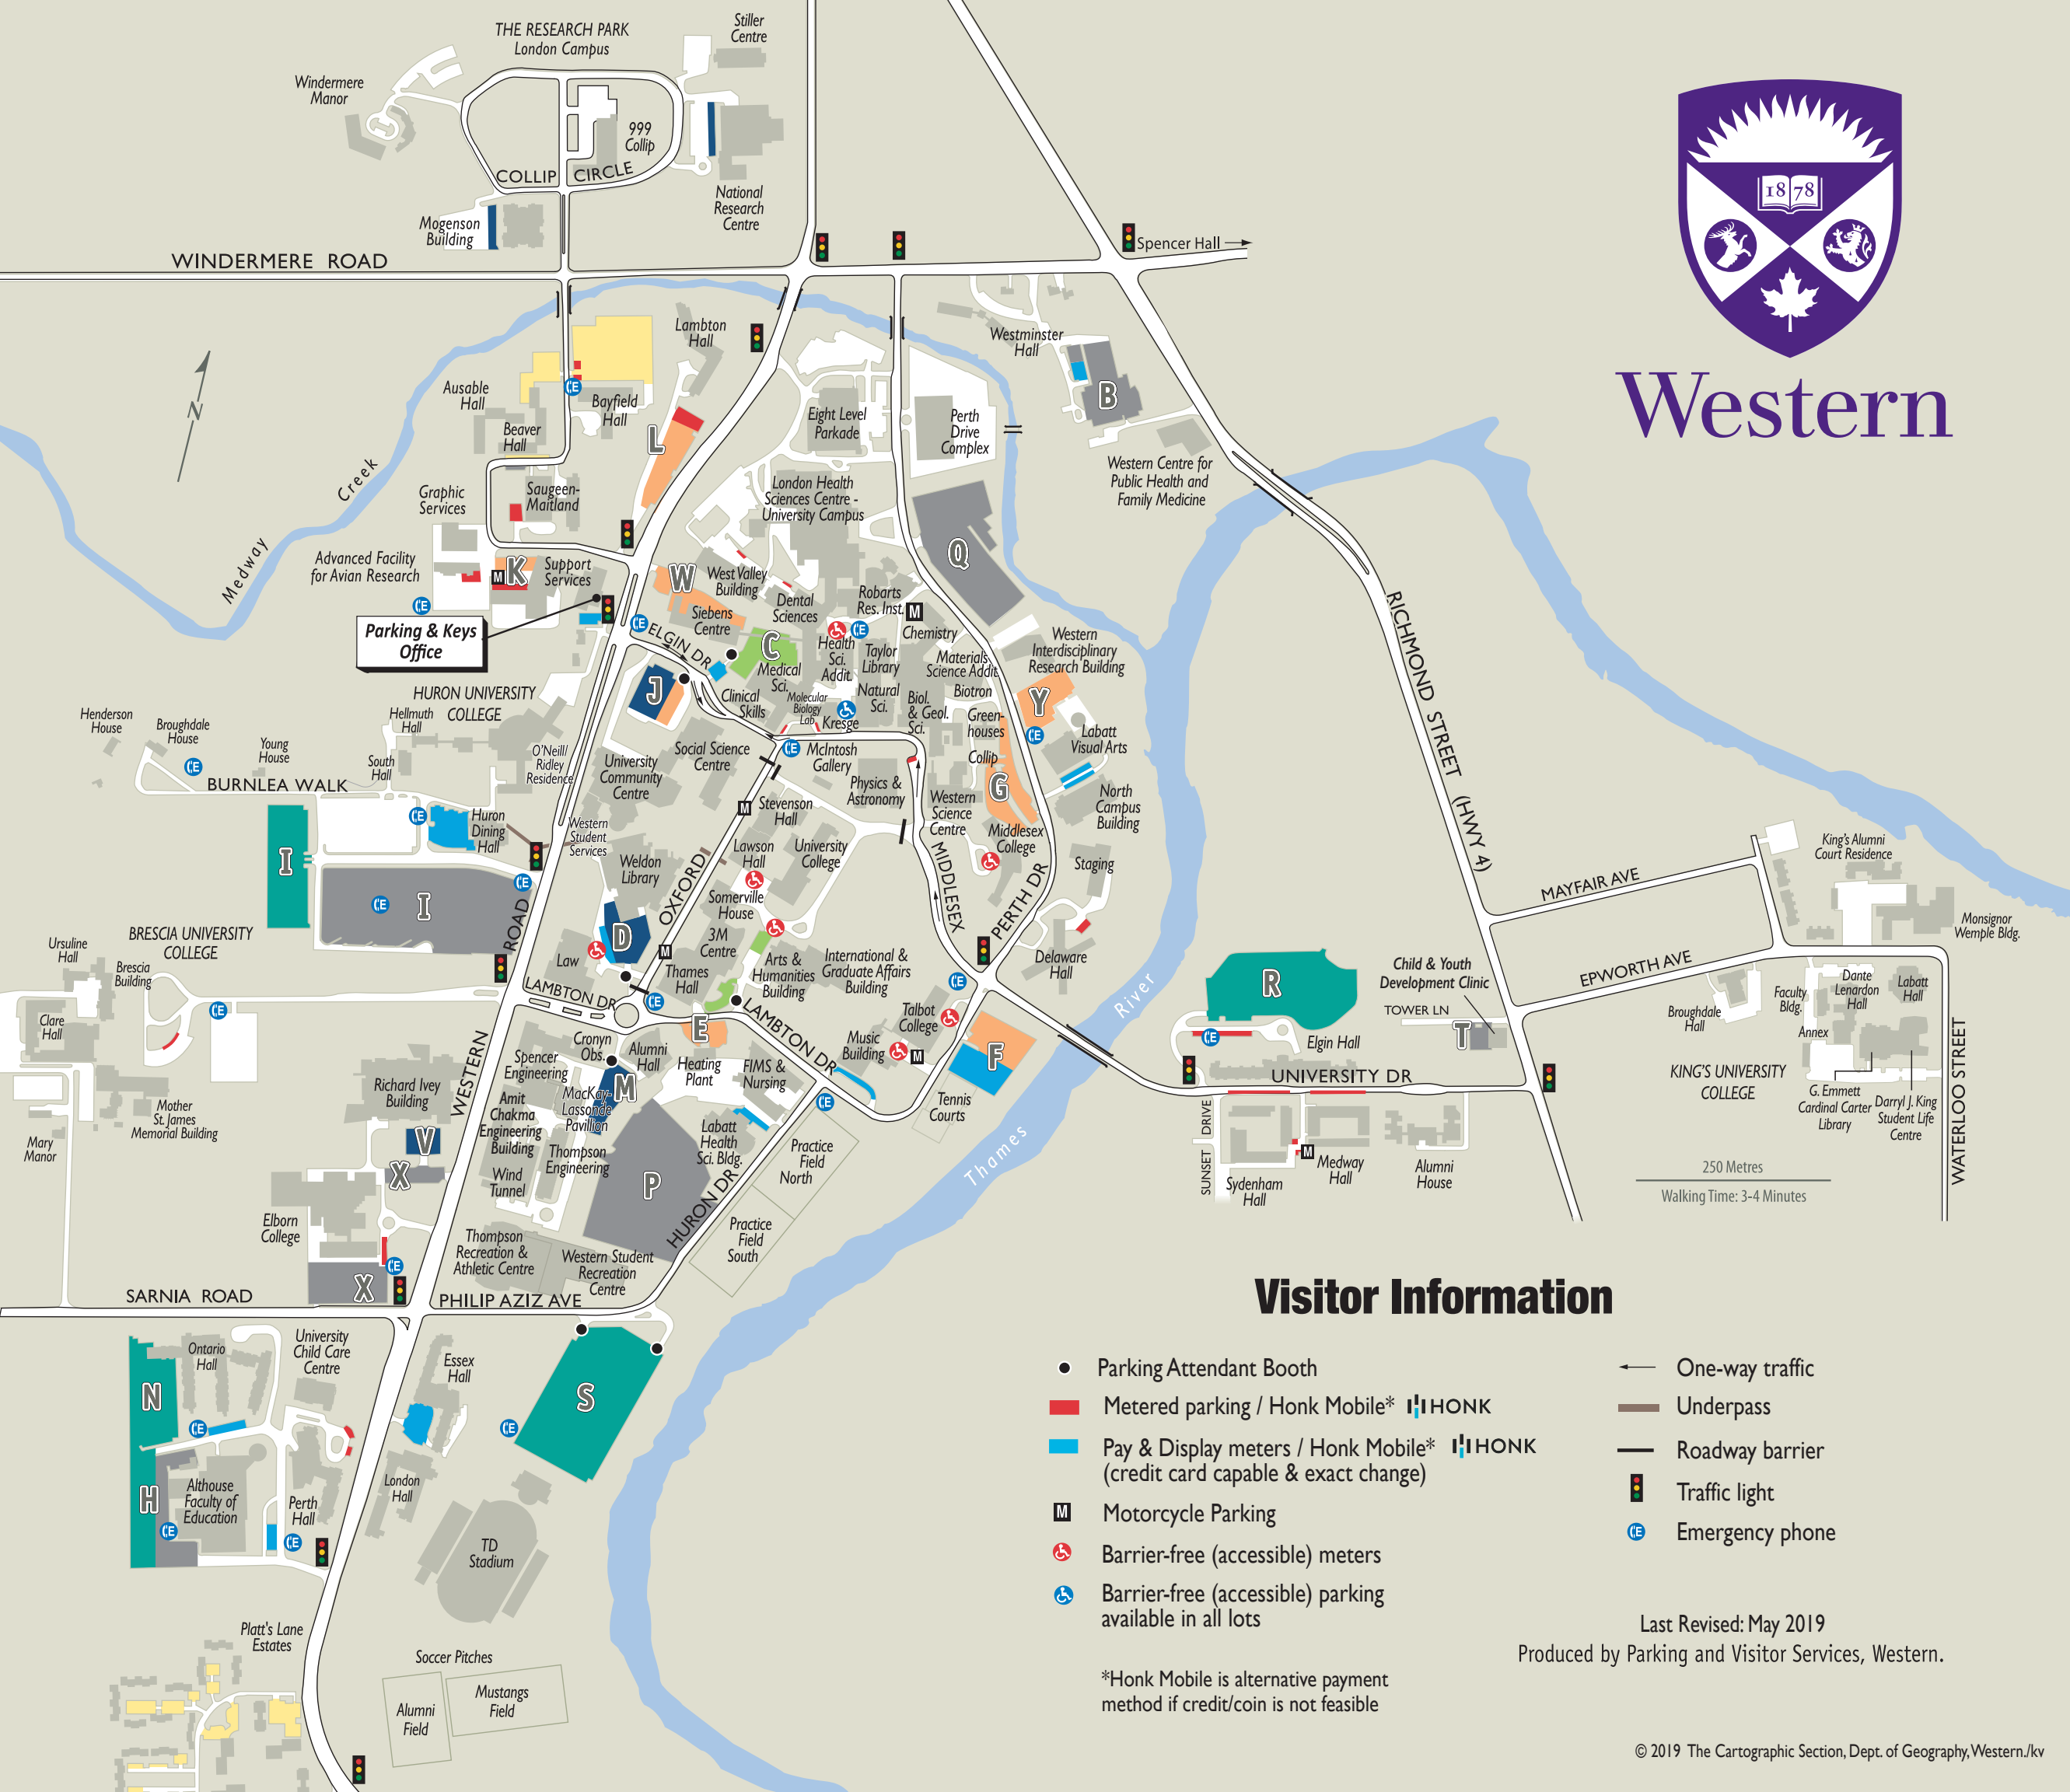 THE RESEARCH PARK
London Campus
Stiller
Centre
Windermere
Manor
999
Collip
COLLIP CIRCLE
National
Research
Centre
Mogenson
Building
WINDERMERE ROAD
Spencer Hall
1878
Western
N
Lambton
Hall
Westminster
Hall
Ausable
Hall
Bayfield
Hall
Beaver
Hall
L
Eight Level
Parkade
Perth
Drive
Complex
B
Western Centre for
Public Health and
Family Medicine
Medway Creek
Graphic
Services
Saugeen-
Maitland
London Health
Sciences Centre -
University Campus
Q
Advanced Facility
for Avian Research
M
K
Support
Services
W
West Valley
Building
Dental
Sciences
Robarts
Res. Inst.
M
Chemistry
Parking & Keys
Office
Siebens
Centre
C
ELGIN DR
Medical
Sci.
Health
Sci.
Addit.
Taylor
Library
Materials
Science Addit.
Western
Interdisciplinary
Research Building
J
Clinical
Skills
Molecular
Biology
Lab
Kresge
Natural
Sci.
Biol.
& Geol.
Sci.
Biotron
Green-
houses
Y
HURON UNIVERSITY
COLLEGE
Hellmuth
Hall
Henderson
House
Broughdale
House
Young
House
South
Hall
O'Neill/
Ridley
Residence
BURNLEA WALK
University
Community
Centre
Social Science
Centre
McIntosh
Gallery
Physics &
Astronomy
Collip
G
Labatt
Visual Arts
North
Campus
Building
Western
Science
Centre
Middlesex
College
Staging
M
Stevenson
Hall
University
College
Lawson
Hall
Huron
Dining
Hall
Western
Student
Services
Weldon
Library
OXFORD
Somerville
House
MIDDLESEX
PERTH DR
I
I
D
Law
M
3M
Centre
Thames
Hall
Arts &
Humanities
Building
International &
Graduate Affairs
Building
Delaware
Hall
RICHMOND STREET (HWY 4)
MAYFAIR AVE
EPWORTH AVE
King's Alumni
Court Residence
Monsignor
Wemple Bldg.
BRESCIA UNIVERSITY
COLLEGE
Ursuline
Hall
Brescia
Building
Clare
Hall
LAMBTON DR
E
LAMBTON DR
Talbot
College
Music
Building
M
F
Tennis
Courts
Thames River
R
Elgin Hall
Child & Youth
Development Clinic
TOWER LN
T
UNIVERSITY DR
SUNSET DRIVE
Sydenham
Hall
M
Medway
Hall
Alumni
House
Broughdale
Hall
Faculty
Bldg.
Annex
Dante
Lenardon
Hall
Labatt
Hall
KING'S UNIVERSITY
COLLEGE
G. Emmett
Cardinal Carter
Library
Darryl J. King
Student Life
Centre
WATERLOO STREET
250 Metres
Walking Time: 3-4 Minutes
Mother
St. James
Memorial Building
Mary
Manor
Richard Ivey
Building
V
X
WESTERN ROAD
Spencer
Engineering
Cronyn
Obs.
Alumni
Hall
Heating
Plant
FIMS &
Nursing
Amit
Chakma
Engineering
Building
MacKay-
Lassonde
Pavilion
M
Labatt
Health
Sci. Bldg.
Wind
Tunnel
Thompson
Engineering
P
Practice
Field
North
Practice
Field
South
HURON DR
Elborn
College
X
Thompson
Recreation &
Athletic Centre
Western Student
Recreation
Centre
SARNIA ROAD
PHILIP AZIZ AVE
Ontario
Hall
University
Child Care
Centre
Essex
Hall
N
S
H
Althouse
Faculty of
Education
Perth
Hall
London
Hall
TD
Stadium
Platt's Lane
Estates
Soccer Pitches
Alumni
Field
Mustangs
Field
Visitor Information
Parking Attendant Booth
Metered parking / Honk Mobile* HONK
Pay & Display meters / Honk Mobile* HONK
(credit card capable & exact change)
M Motorcycle Parking
Barrier-free (accessible) meters
Barrier-free (accessible) parking
available in all lots
*Honk Mobile is alternative payment
method if credit/coin is not feasible
One-way traffic
Underpass
Roadway barrier
Traffic light
E Emergency phone
Last Revised: May 2019
Produced by Parking and Visitor Services, Western.
© 2019 The Cartographic Section, Dept. of Geography, Western./kv